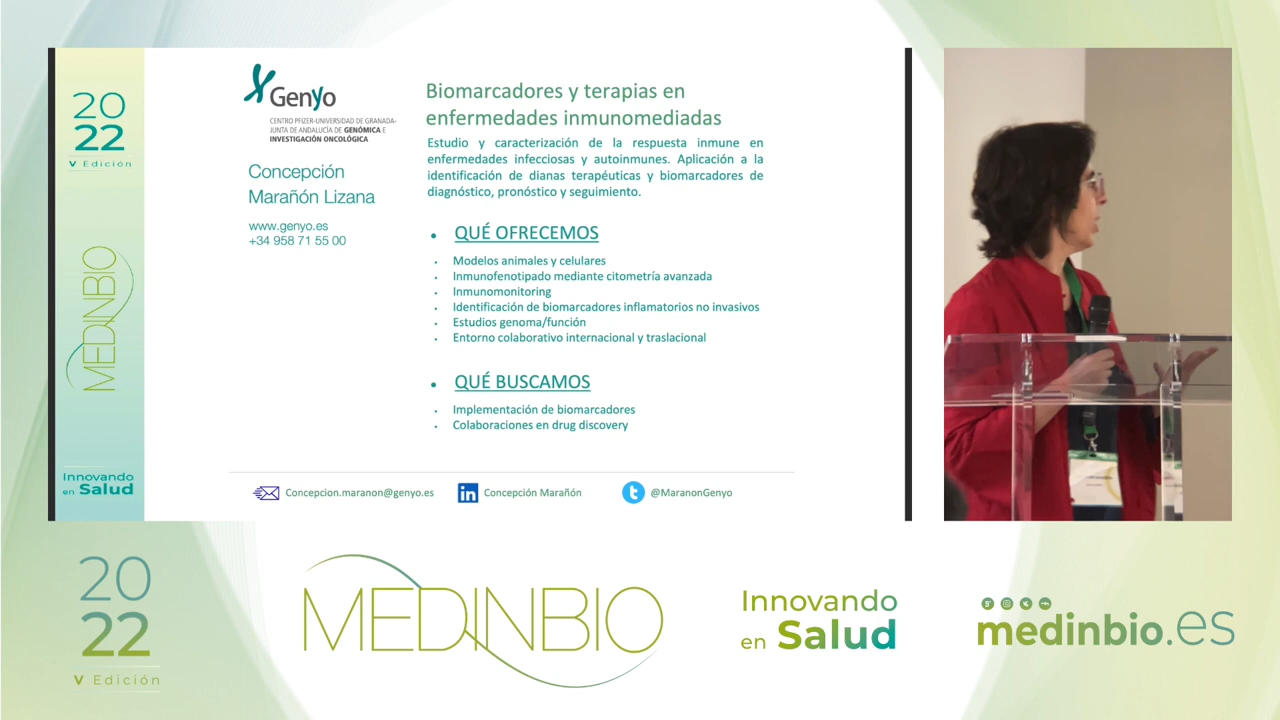 20
22
V Edición
MEDINBIO
Innovando
en Salud
Genyo
CENTRO PFIZER-UNIVERSIDAD DE GRANADA-
JUNTA DE ANDALUCÍA DE GENÓMICA E
INVESTIGACIÓN ONCOLÓGICA
Concepción
Marañón Lizana
www.genyo.es
+34 958 71 55 00
Biomarcadores y terapias en
enfermedades inmunomediadas
Estudio y caracterización de la respuesta inmune en
enfermedades infecciosas y autoinmunes. Aplicación a la
identificación de dianas terapéuticas y biomarcadores de
diagnóstico, pronóstico y seguimiento.
• QUÉ OFRECEMOS
• Modelos animales y celulares
• Inmunofenotipado mediante citometría avanzada
• Inmunomonitoring
• Identificación de biomarcadores inflamatorios no invasivos
• Estudios genoma/función
• Entorno colaborativo internacional y traslacional
• QUÉ BUSCAMOS
• Implementación de biomarcadores
• Colaboraciones en drug discovery
Concepcion.maranon@genyo.es
in Concepción Marañón
@MaranonGenyo
20
22
V Edición
MEDINBIO
Innovando
en Salud
medinbio.es